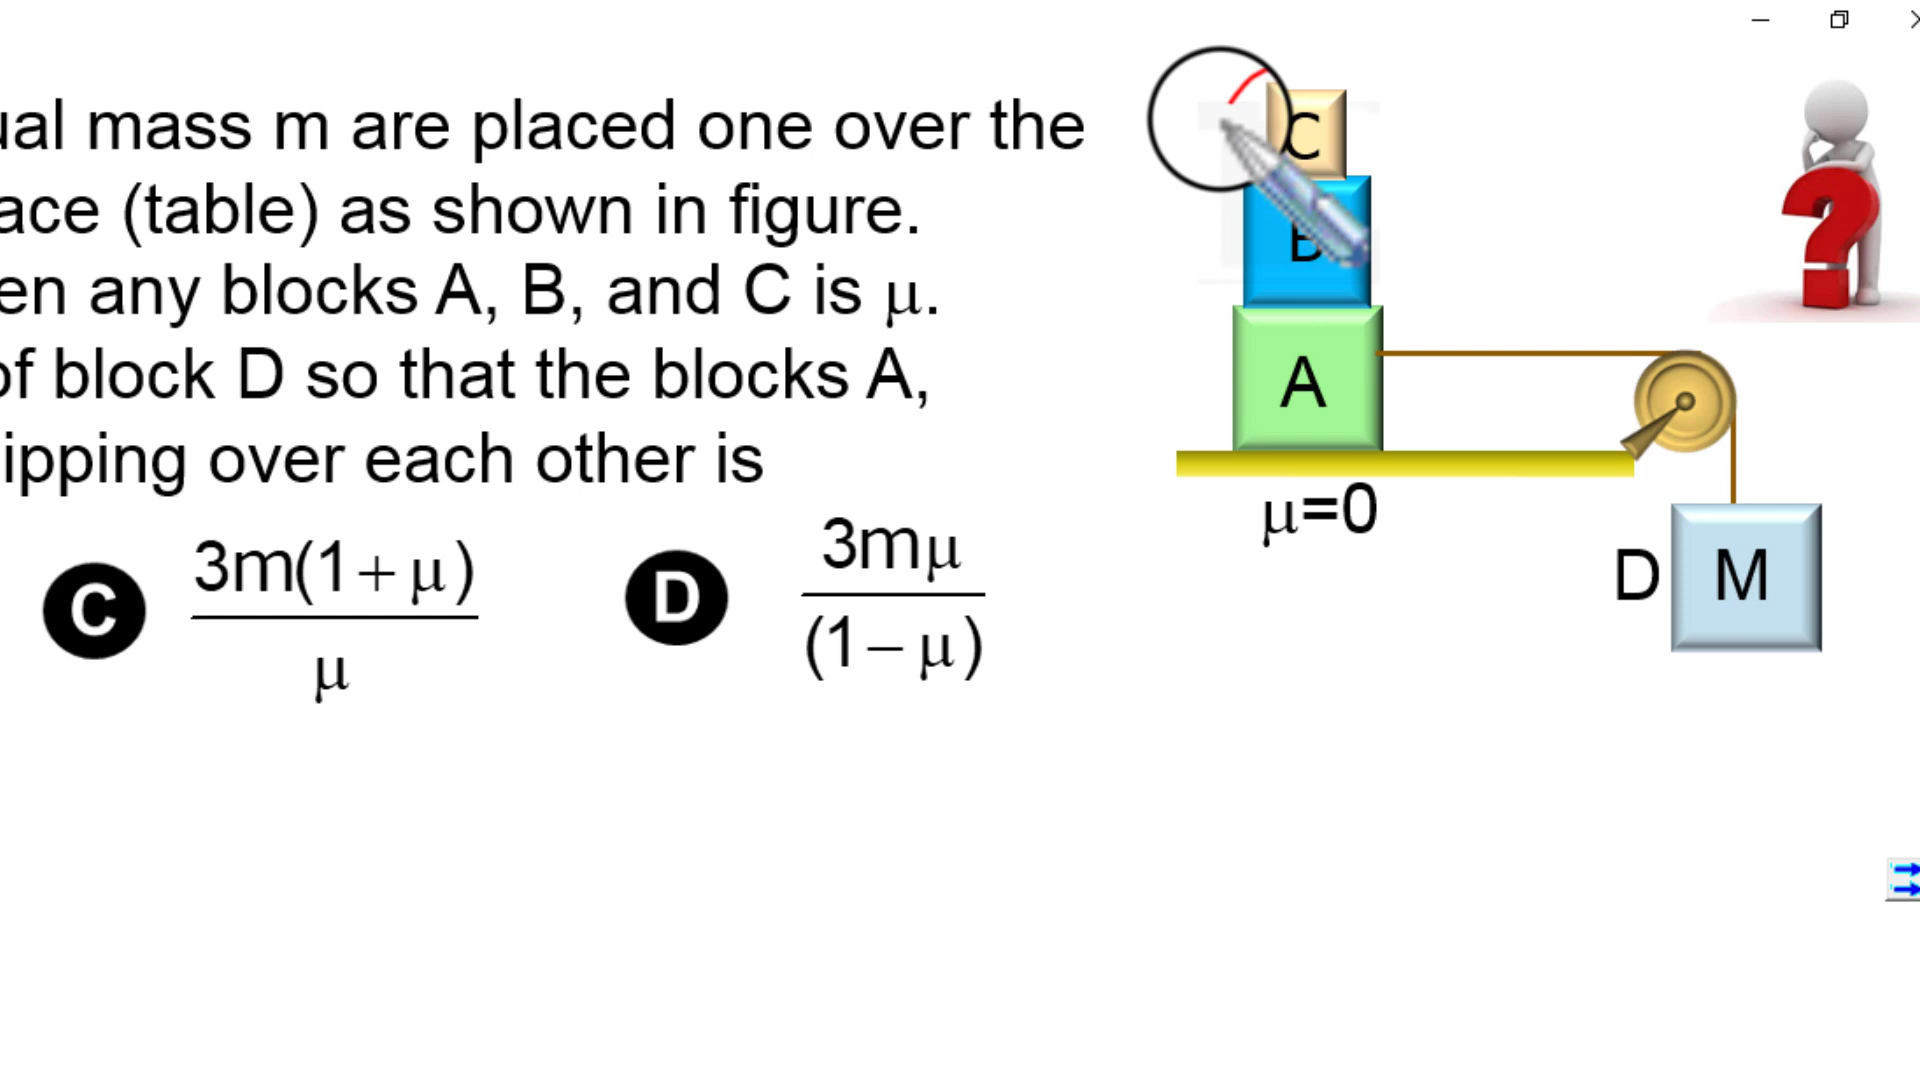 ual mass m are placed one over the
ace (table) as shown in figure.
en any blocks A, B, and C is μ.
of block D so that the blocks A,
ipping over each other is
C 3m(1+μ)
μ
D 3mμ
(1–μ)
C
B
A
μ=0
D M
?